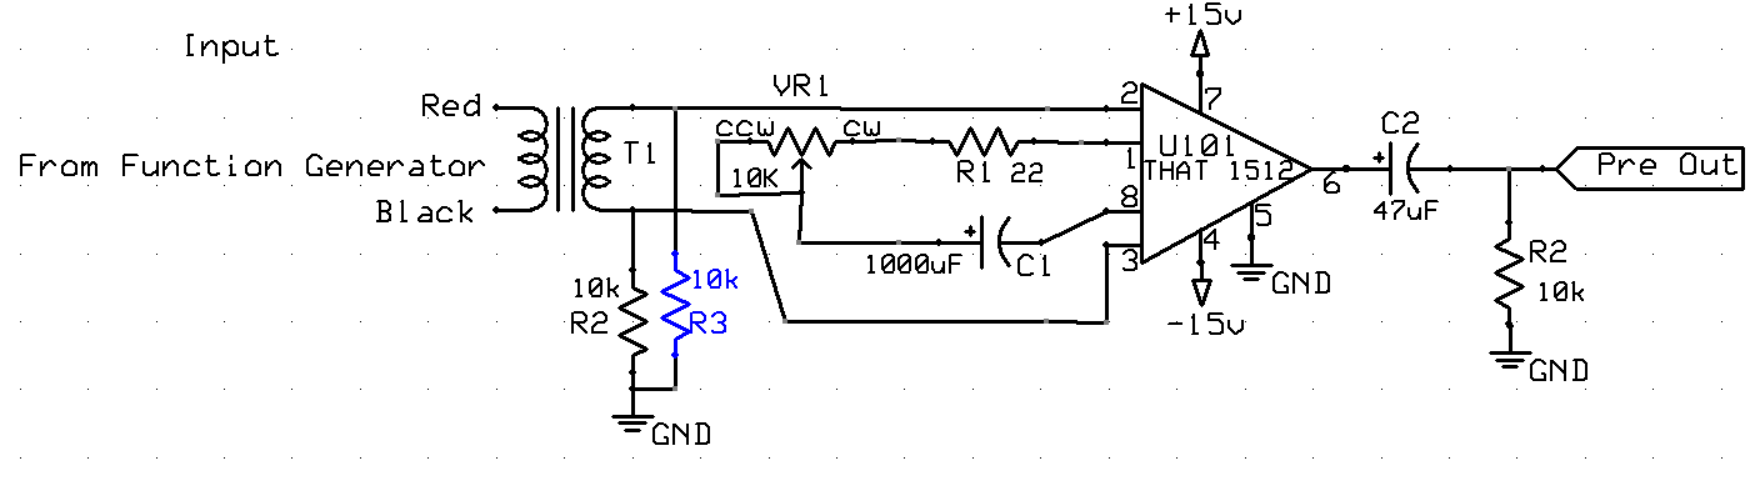 +15v
Input
VR1
Red
2
7
CCW
CW
C2
From Function Generator
T1
10K
R1 22
1
U101
THAT 1512
6
+
Pre Out
Black
8
5
47uF
+
1000uF
C1
3
4
GND
R2
10k
10k
10k
R2
R3
-15v
GND
GND